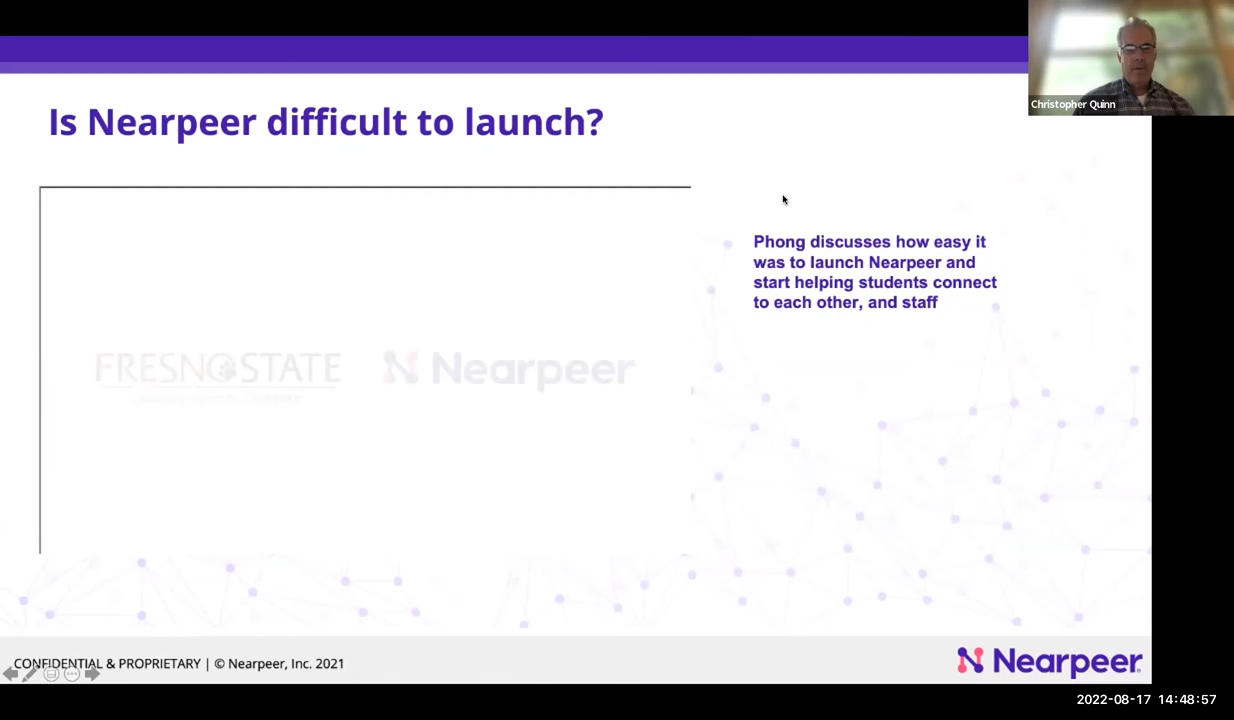 Christopher Quinn
Is Nearpeer difficult to launch?
Phong discusses how easy it
was to launch Nearpeer and
start helping students connect
to each other, and staff
FRESNO STATE
Nearpeer
CONFIDENTIAL & PROPRIETARY | © Nearpeer, Inc. 2021
Nearpeer
2022-08-17 14:48:57